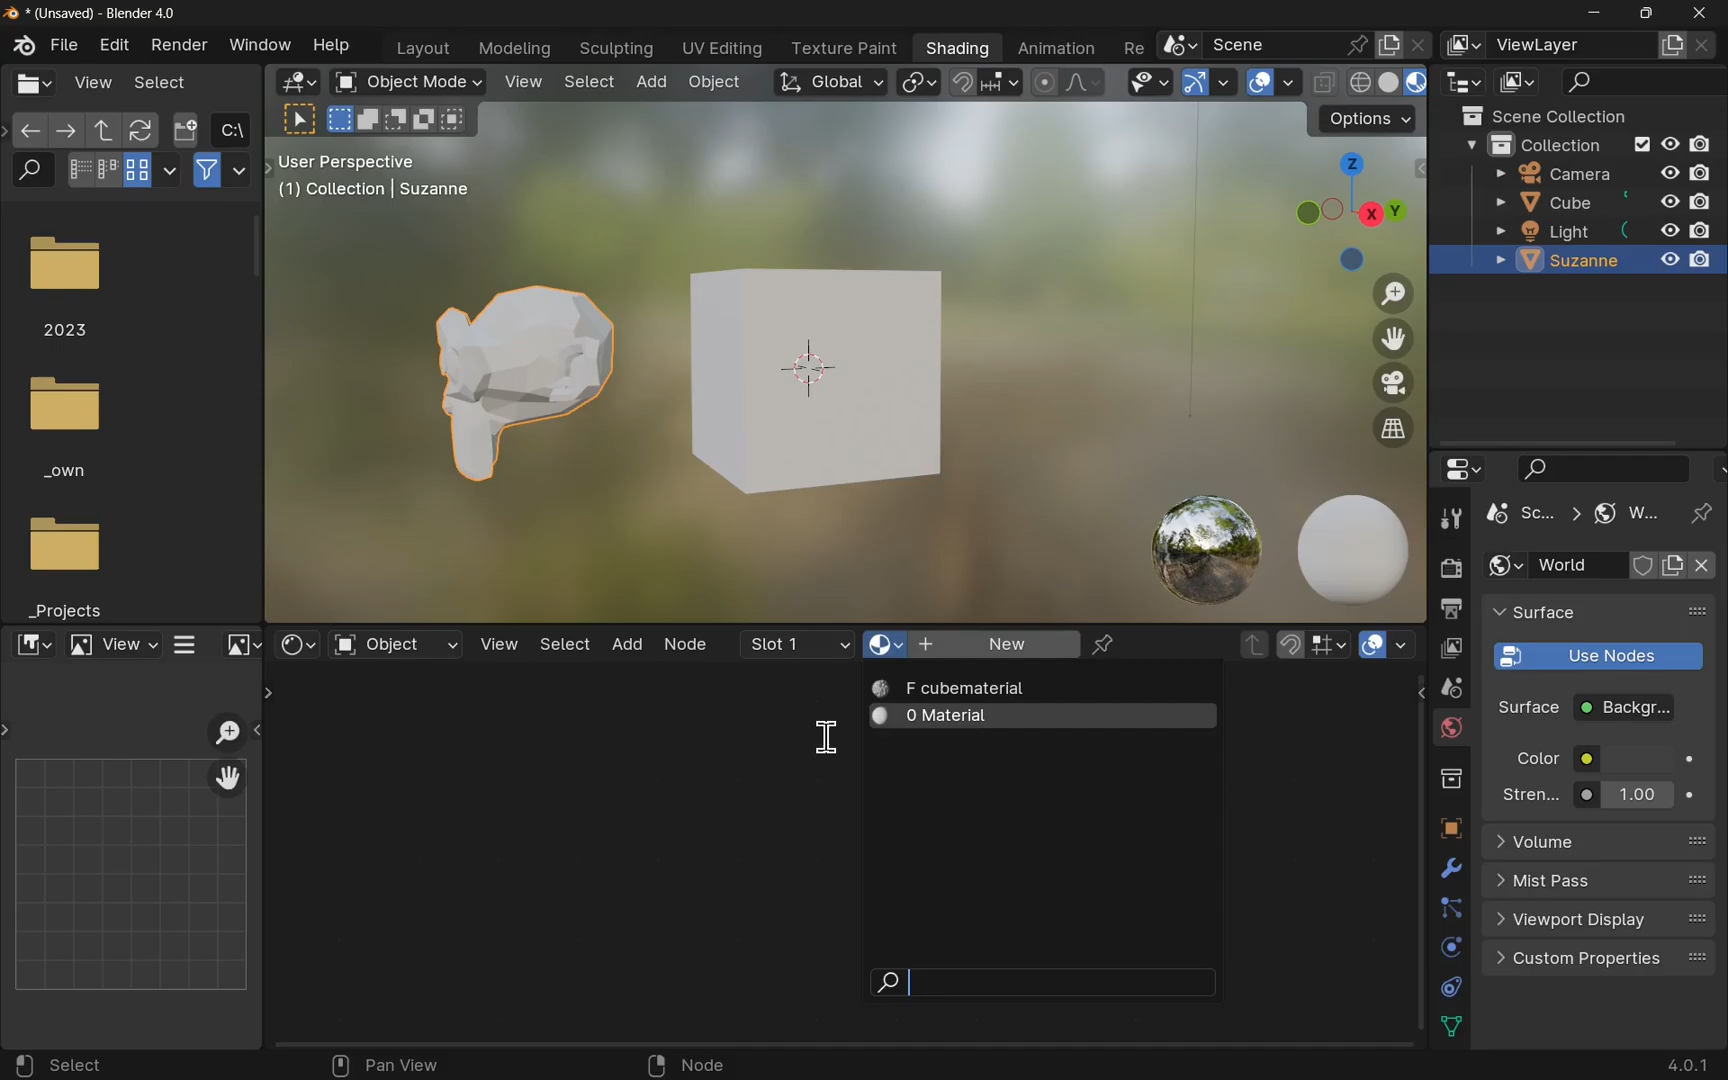 * (Unsaved) - Blender 4.0
File Edit Render Window Help Layout Modeling Sculpting UV Editing Texture Paint Shading Animation Re Scene ViewLayer
View Select
Object Mode View Select Add Object Global
C:\
Options
User Perspective
(1) Collection | Suzanne
Z
X Y
2023
_own
_Projects
Scene Collection
Collection
Camera
Cube
Light
Suzanne
Sc... > W...
World
Surface
Use Nodes
Surface Backgr...
Color
Stren... 1.00
Volume
Mist Pass
Viewport Display
Custom Properties
View
Object View Select Add Node Slot 1 New
F cubematerial
0 Material
Select Pan View Node 4.0.1